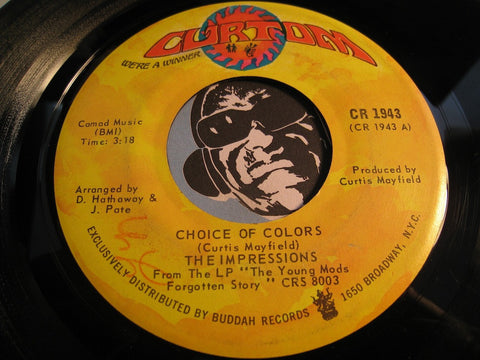 CURTOM
WE'RE A WINNER
Camad Music
(BMI)
Time: 3:18
CR 1943
(CR 1943 A)
Produced by
Curtis Mayfield
Arranged by
D. Hathaway &
J. Pate
CHOICE OF COLORS
(Curtis Mayfield)
THE IMPRESSIONS
From The LP "The Young Mods
Forgotten Story" CRS 8003
EXCLUSIVELY DISTRIBUTED BY BUDDAH RECORDS 1650 BROADWAY, N.Y.C.